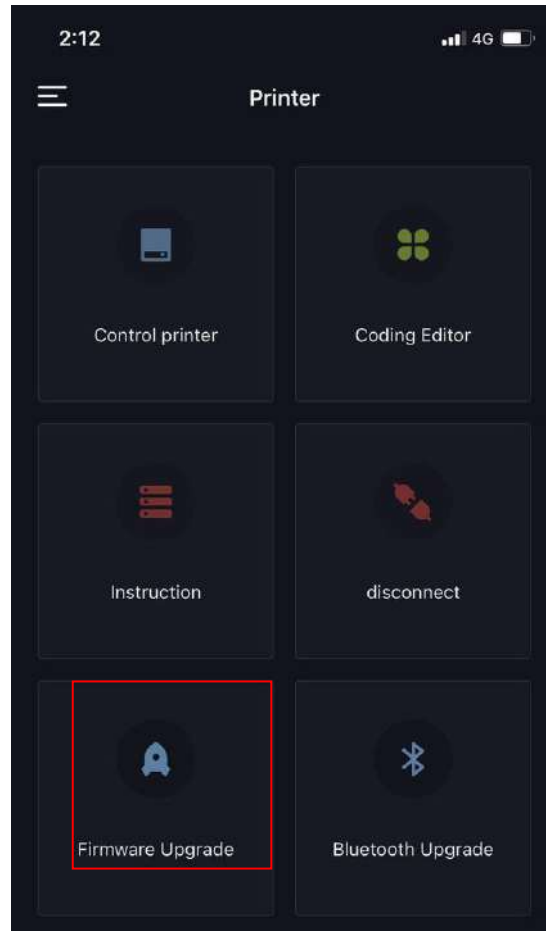 2:12
4G
Printer
Control printer
Coding Editor
Instruction
disconnect
Firmware Upgrade
Bluetooth Upgrade